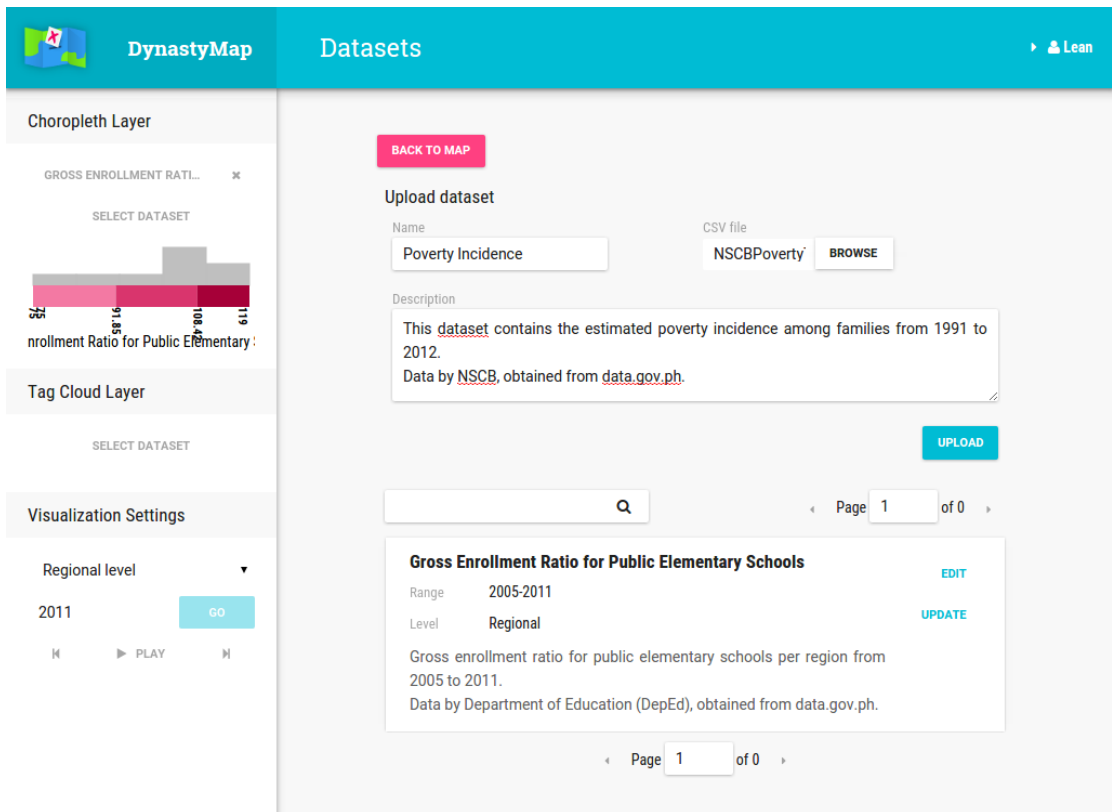 DynastyMap
Datasets
Lean
Choropleth Layer
GROSS ENROLLMENT RATI...
SELECT DATASET
75
75
91.85
108.42
119
nrollment Ratio for Public Elementary
Tag Cloud Layer
SELECT DATASET
Visualization Settings
Regional level
2011
GO
PLAY
BACK TO MAP
Upload dataset
Name
CSV file
Poverty Incidence
NSCBPoverty
BROWSE
Description
This dataset contains the estimated poverty incidence among families from 1991 to
2012.
Data by NSCB, obtained from data.gov.ph.
UPLOAD
Page 1 of 0
Gross Enrollment Ratio for Public Elementary Schools
EDIT
Range 2005-2011
Level Regional
UPDATE
Gross enrollment ratio for public elementary schools per region from
2005 to 2011.
Data by Department of Education (DepEd), obtained from data.gov.ph.
Page 1 of 0